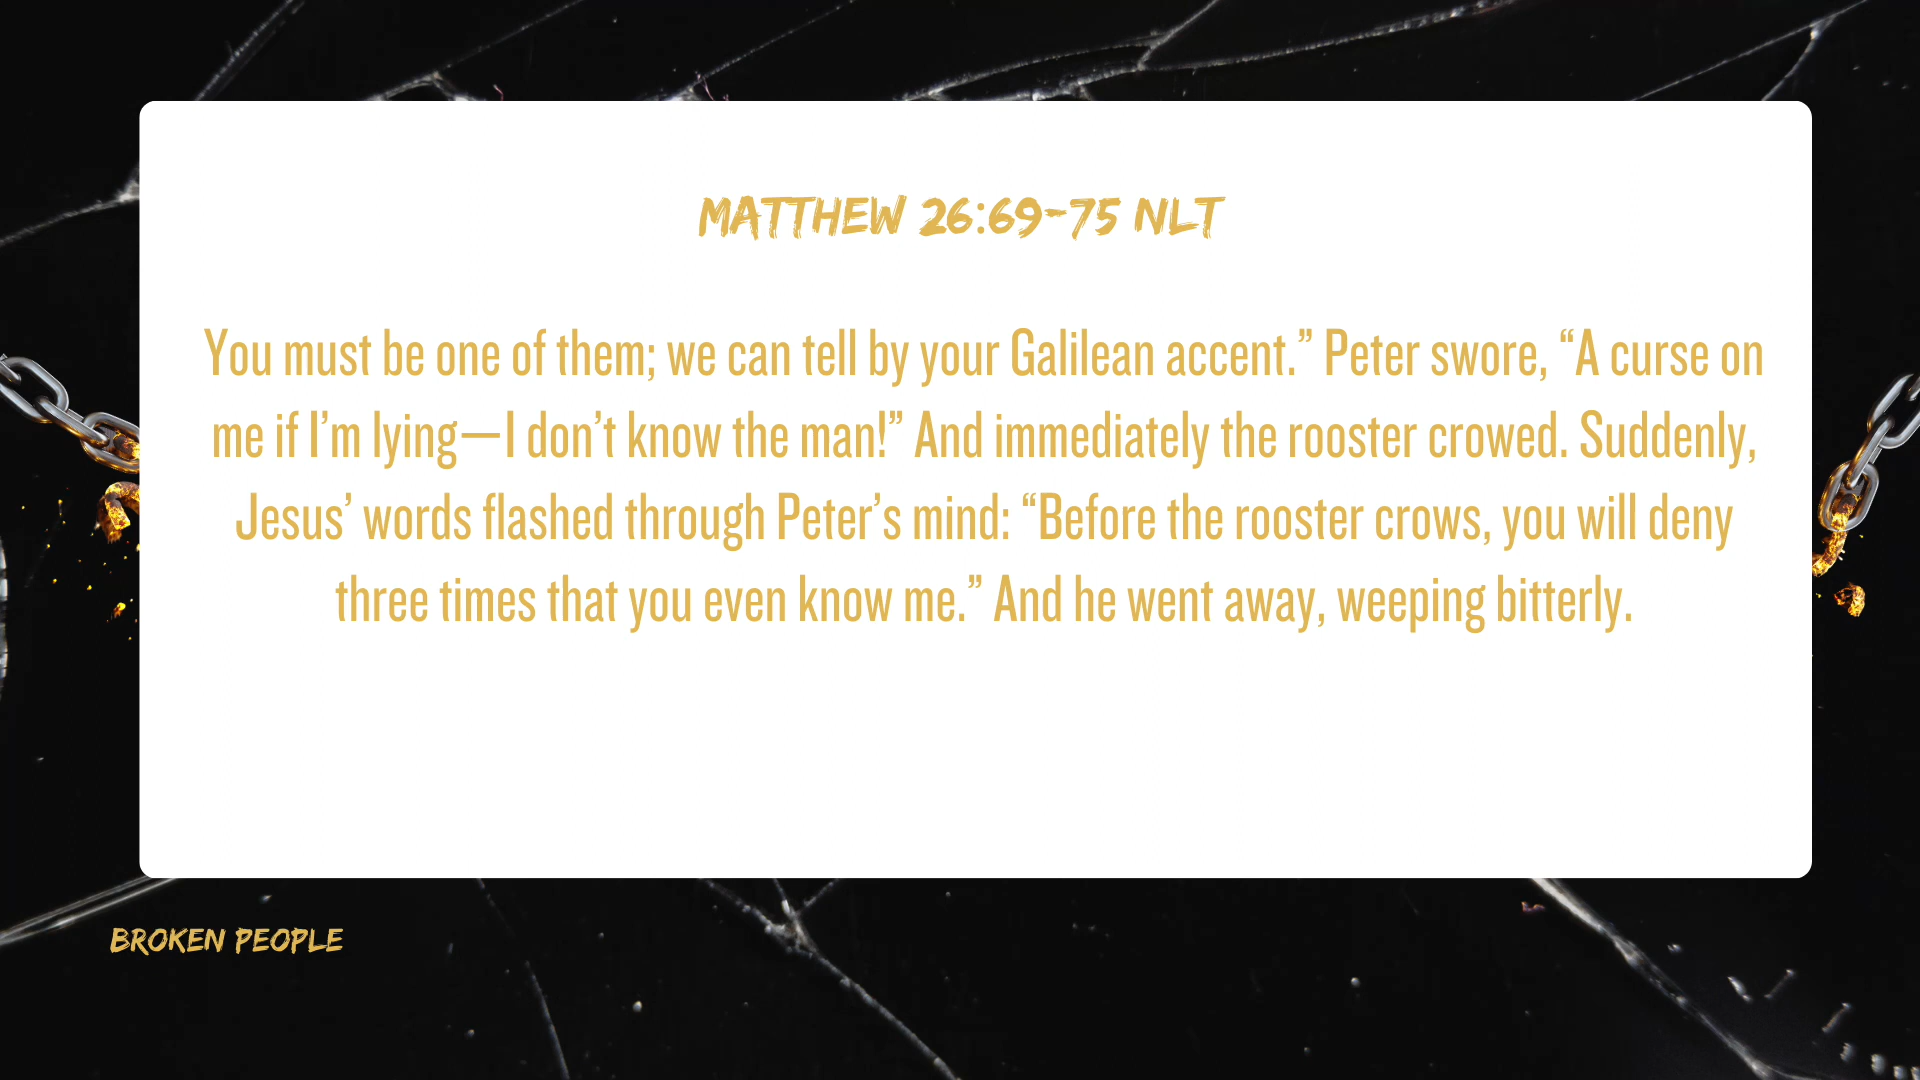 MATTHEW 26:69-75 NLT
You must be one of them; we can tell by your Galilean accent.” Peter swore, “A curse on
me if I’m lying—I don’t know the man!” And immediately the rooster crowed. Suddenly,
Jesus’ words flashed through Peter’s mind: “Before the rooster crows, you will deny
three times that you even know me.” And he went away, weeping bitterly.
BROKEN PEOPLE